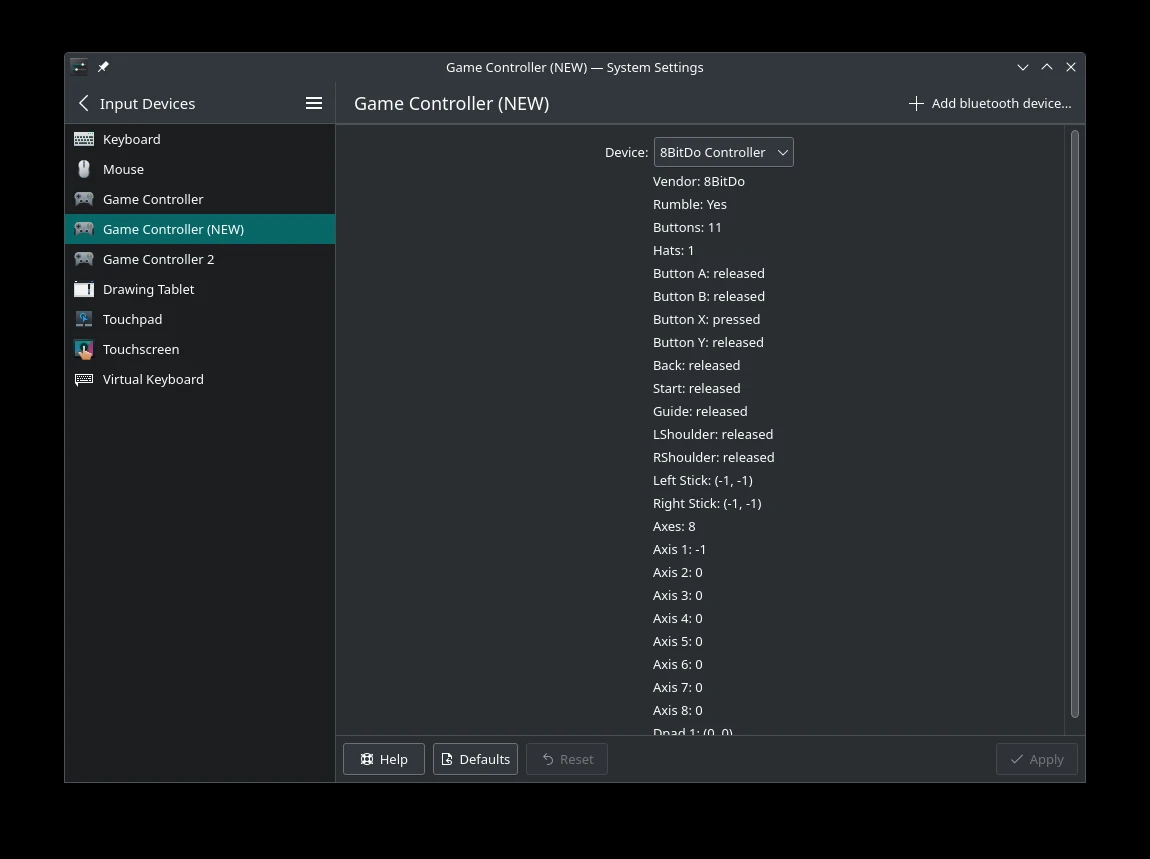 Game Controller (NEW) — System Settings
Input Devices
Game Controller (NEW)
Add bluetooth device...
Keyboard
Mouse
Game Controller
Game Controller (NEW)
Game Controller 2
Drawing Tablet
Touchpad
Touchscreen
Virtual Keyboard
Device: 8BitDo Controller
Vendor: 8BitDo
Rumble: Yes
Buttons: 11
Hats: 1
Button A: released
Button B: released
Button X: pressed
Button Y: released
Back: released
Start: released
Guide: released
LShoulder: released
RShoulder: released
Left Stick: (-1, -1)
Right Stick: (-1, -1)
Axes: 8
Axis 1: -1
Axis 2: 0
Axis 3: 0
Axis 4: 0
Axis 5: 0
Axis 6: 0
Axis 7: 0
Axis 8: 0
Dpad 1: (0, 0)
Help
Defaults
Reset
Apply